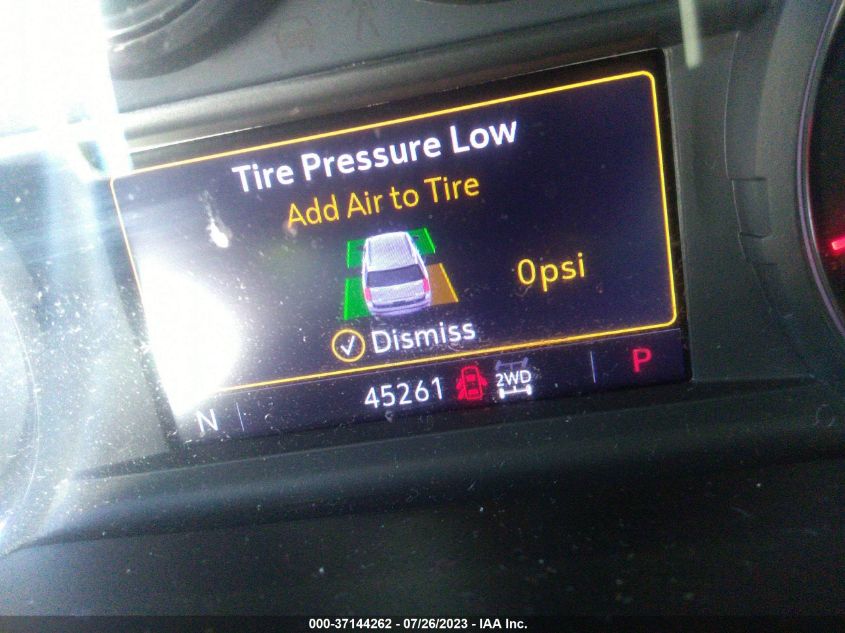 Tire Pressure Low
Add Air to Tire
0psi
Dismiss
N 45261 2WD P
000-37144262 - 07/26/2023 - IAA Inc.